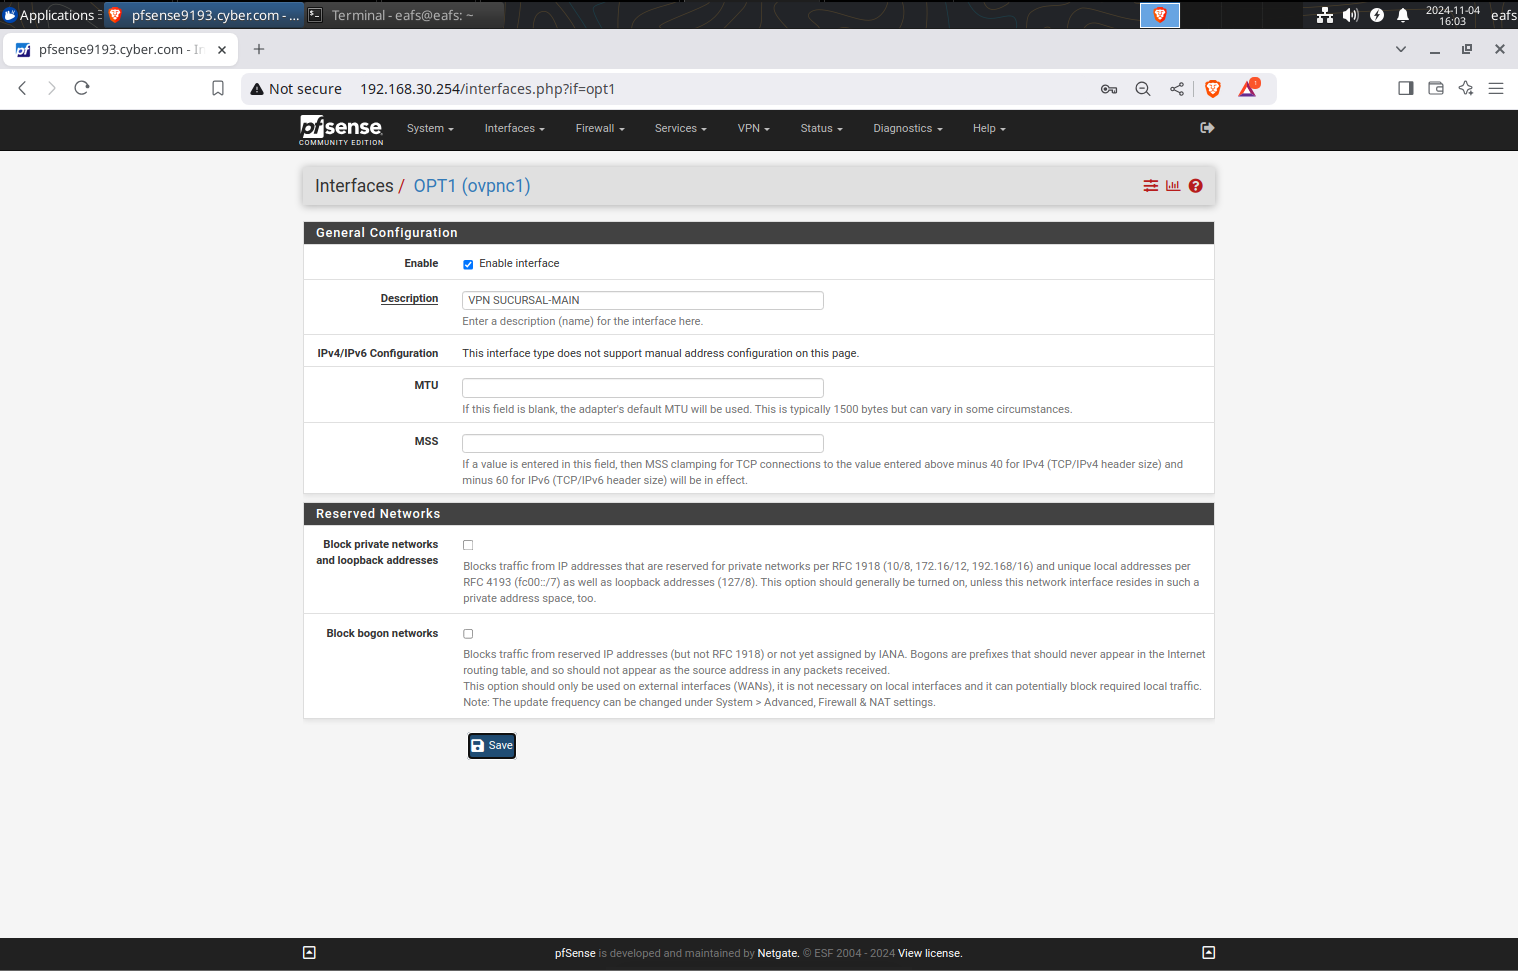 Applications
pfsense9193.cyber.com - ...
Terminal - eafs@eafs: ~
2024-11-04
16:03
eafs
pfsense9193.cyber.com - In
Not secure
192.168.30.254/interfaces.php?if=opt1
pfsense
COMMUNITY EDITION
System
Interfaces
Firewall
Services
VPN
Status
Diagnostics
Help
Interfaces / OPT1 (ovpnc1)
General Configuration
Enable
Enable interface
Description
VPN SUCURSAL-MAIN
Enter a description (name) for the interface here.
IPv4/IPv6 Configuration
This interface type does not support manual address configuration on this page.
MTU
If this field is blank, the adapter's default MTU will be used. This is typically 1500 bytes but can vary in some circumstances.
MSS
If a value is entered in this field, then MSS clamping for TCP connections to the value entered above minus 40 for IPv4 (TCP/IPv4 header size) and
minus 60 for IPv6 (TCP/IPv6 header size) will be in effect.
Reserved Networks
Block private networks
and loopback addresses
Blocks traffic from IP addresses that are reserved for private networks per RFC 1918 (10/8, 172.16/12, 192.168/16) and unique local addresses per
RFC 4193 (fc00::/7) as well as loopback addresses (127/8). This option should generally be turned on, unless this network interface resides in such a
private address space, too.
Block bogon networks
Blocks traffic from reserved IP addresses (but not RFC 1918) or not yet assigned by IANA. Bogons are prefixes that should never appear in the Internet
routing table, and so should not appear as the source address in any packets received.
This option should only be used on external interfaces (WANs), it is not necessary on local interfaces and it can potentially block required local traffic.
Note: The update frequency can be changed under System > Advanced, Firewall & NAT settings.
Save
pfSense is developed and maintained by Netgate. © ESF 2004 - 2024 View license.